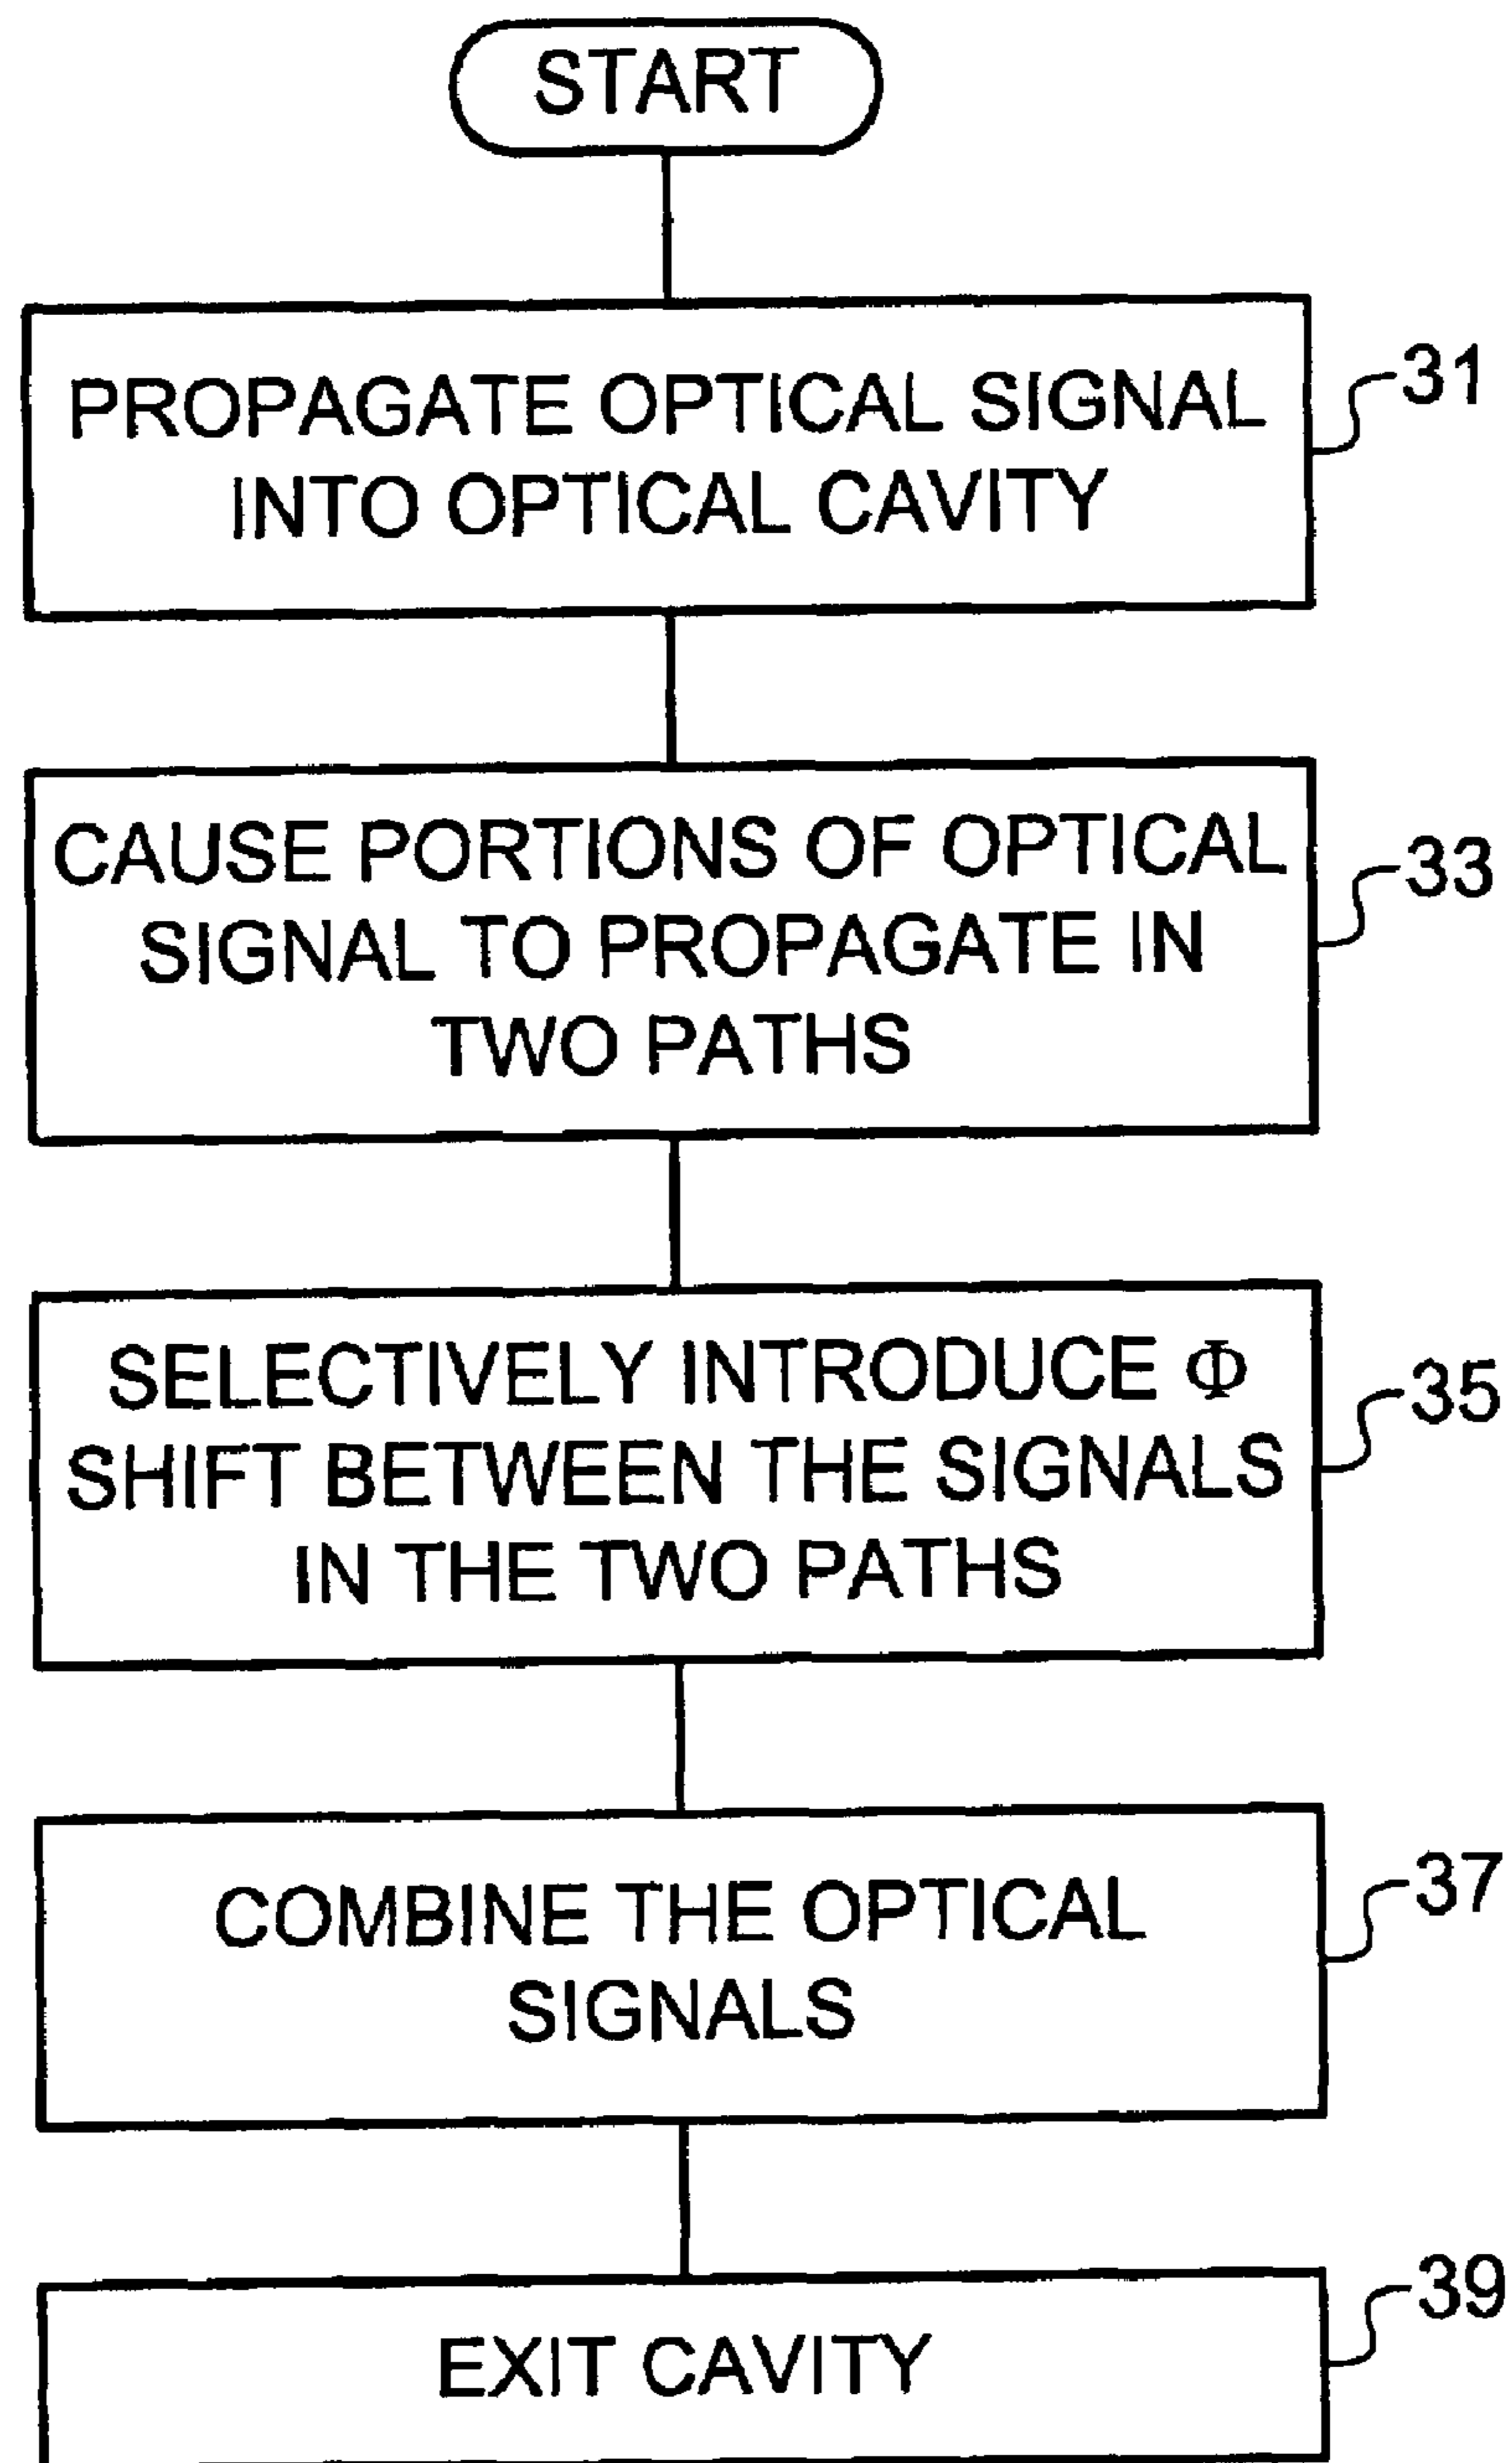 START
PROPAGATE OPTICAL SIGNAL
INTO OPTICAL CAVITY
31
CAUSE PORTIONS OF OPTICAL
SIGNAL TO PROPAGATE IN
TWO PATHS
33
SELECTIVELY INTRODUCE Φ
SHIFT BETWEEN THE SIGNALS
IN THE TWO PATHS
35
COMBINE THE OPTICAL
SIGNALS
37
EXIT CAVITY
39